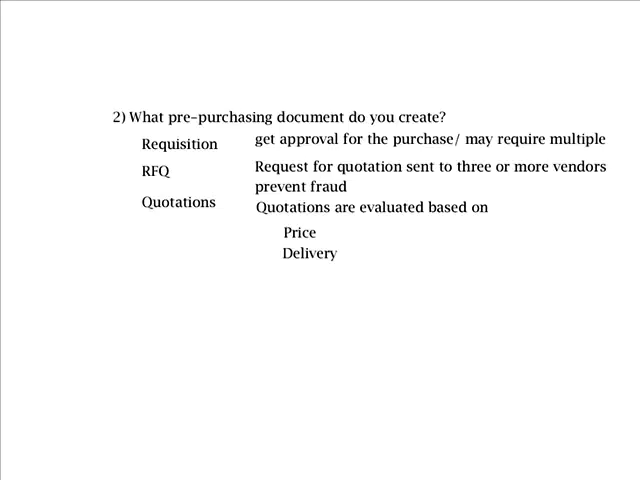 2) What pre-purchasing document do you create?
Requisition get approval for the purchase/ may require multiple
RFQ Request for quotation sent to three or more vendors
prevent fraud
Quotations Quotations are evaluated based on
Price
Delivery